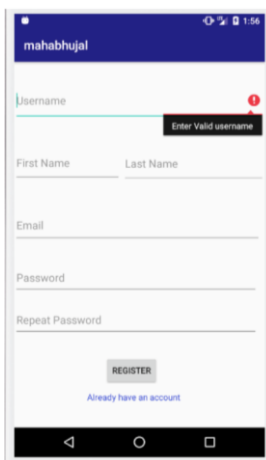 1:56
mahabhujal
Username
Enter Valid username
First Name Last Name
Email
Password
Repeat Password
REGISTER
Already have an account